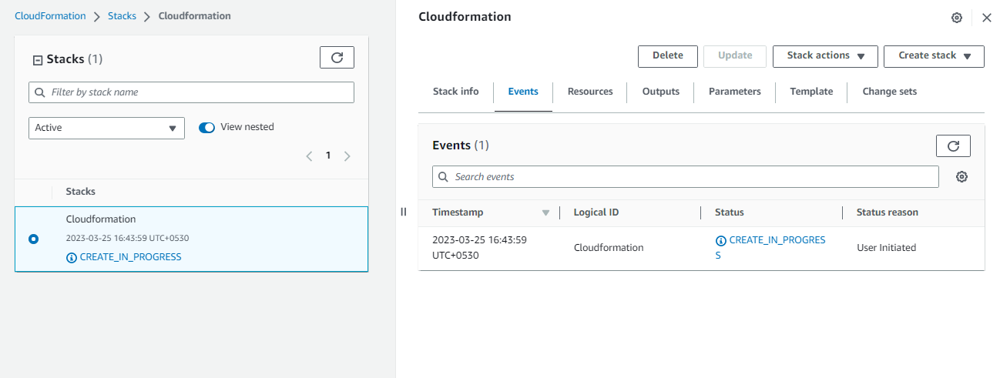 CloudFormation > Stacks > Cloudformation
Stacks (1)
Filter by stack name
Active
View nested
1
Stacks
Cloudformation
2023-03-25 16:43:59 UTC+0530
CREATE_IN_PROGRESS
Cloudformation
Delete Update Stack actions Create stack
Stack info Events Resources Outputs Parameters Template Change sets
Events (1)
Search events
Timestamp Logical ID Status Status reason
2023-03-25 16:43:59
UTC+0530
Cloudformation
CREATE_IN_PROGRES
S
User Initiated